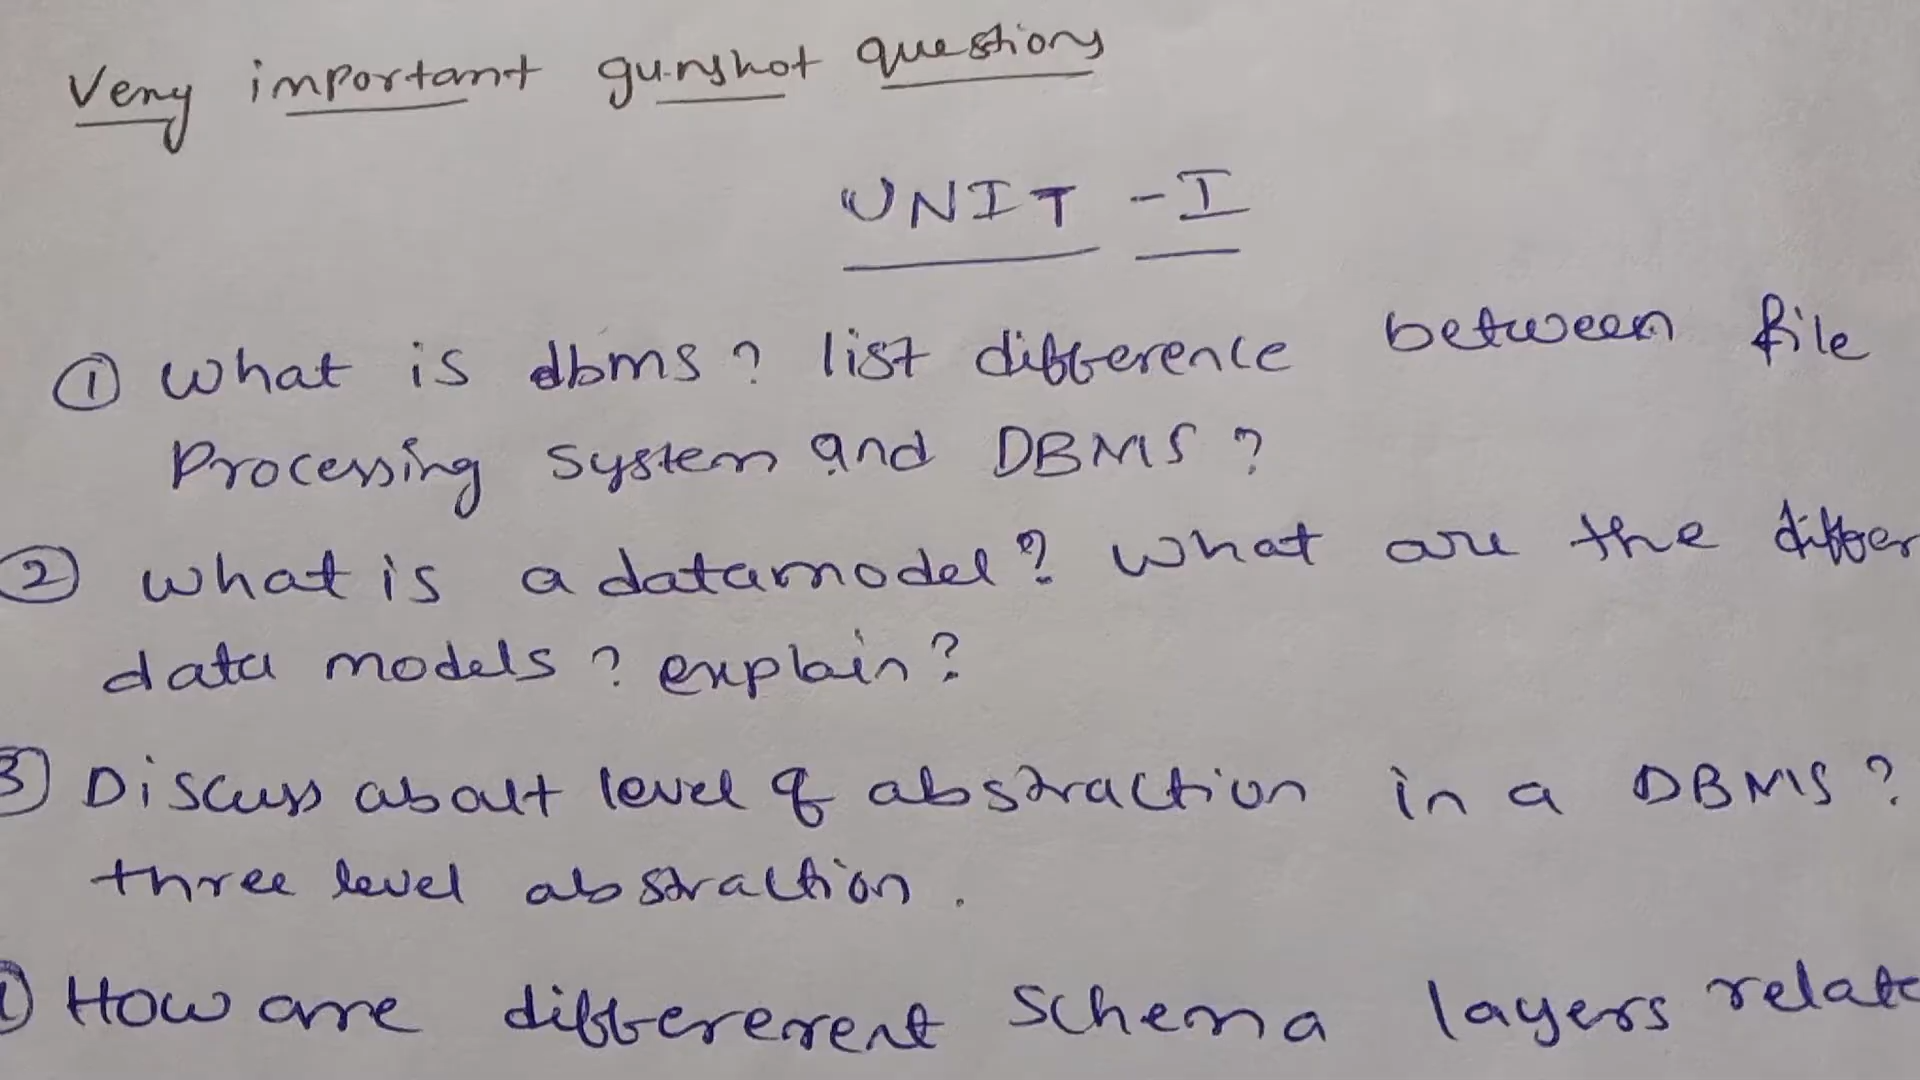 Very important gunshot questions
UNIT - I
① What is dbms? list difference between file
Processing system and DBMS?
② what is a datamodel? What are the differ
data models? explain?
3 Discuss about level of abstraction in a DBMS?
three level abstraction.
How are differerent schema layers relate